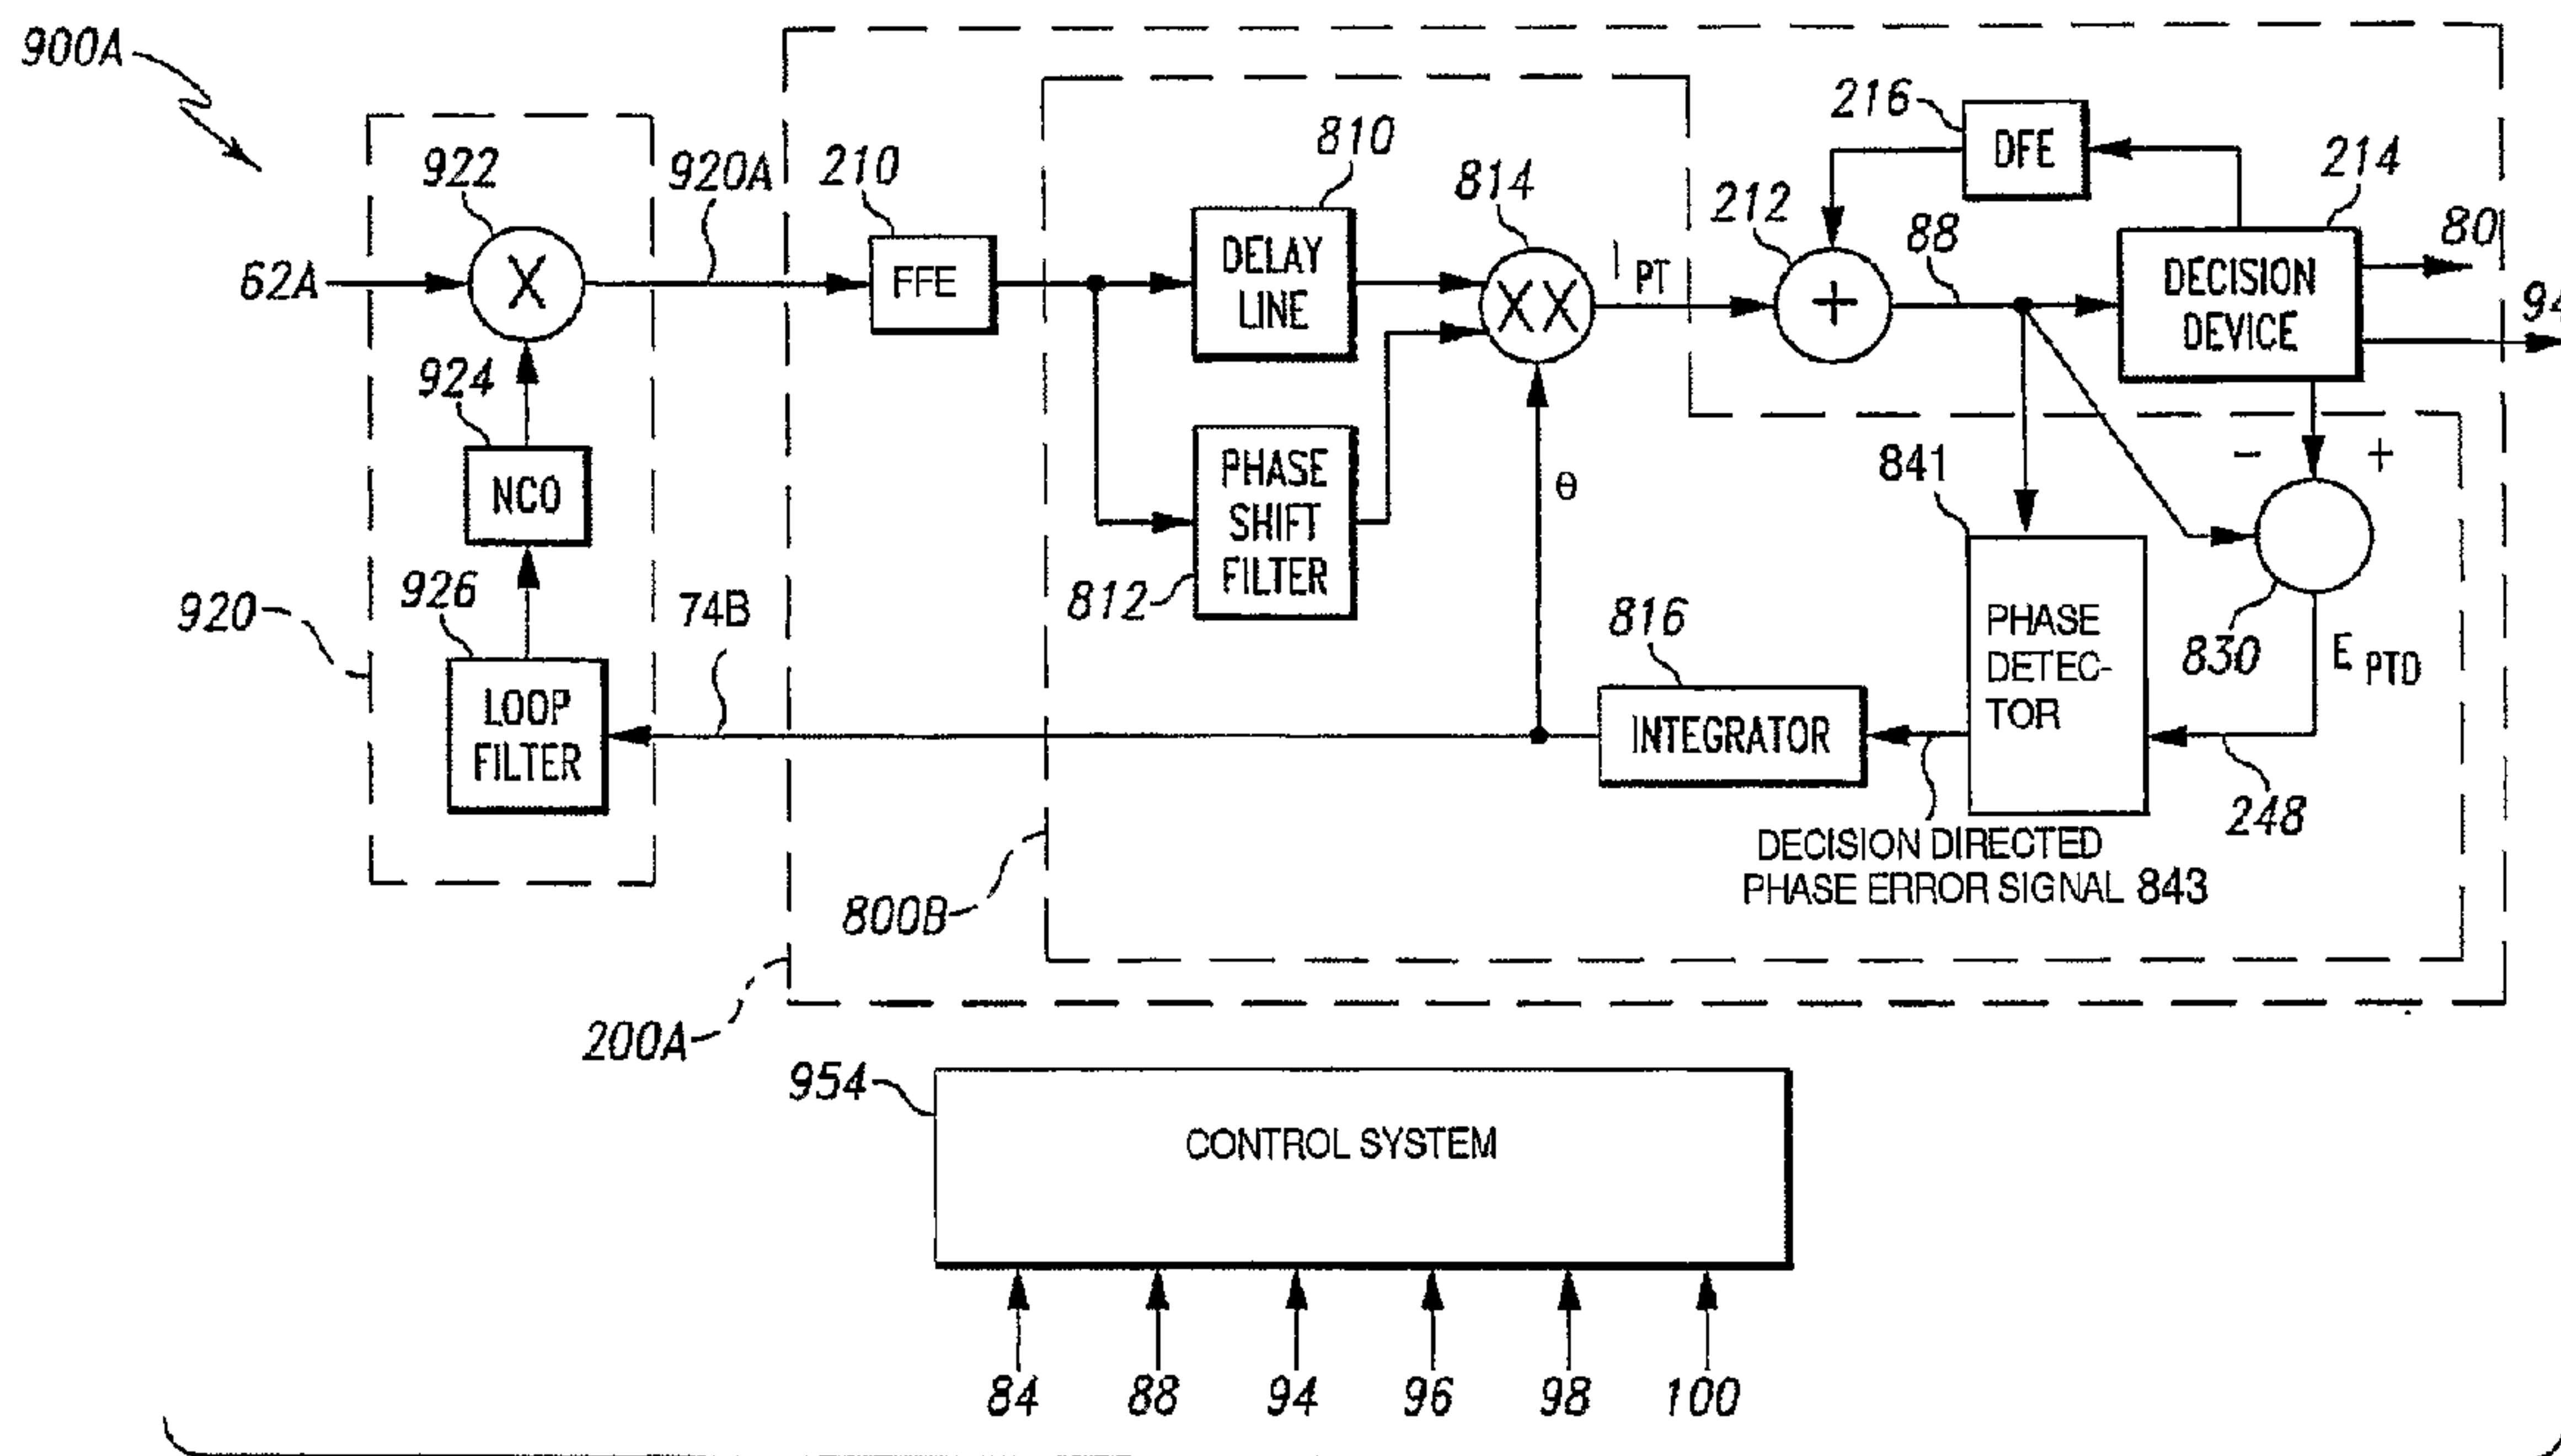 900A
922
920A
210
810
814
216
DFE
214
212
88
80
62A
X
FFE
DELAY
LINE
XX
I PT
+
DECISION
DEVICE
924
NCO
PHASE
SHIFT
FILTER
θ
841
−
+
926
920
74B
812
816
PHASE
DETEC-
TOR
830
E PTD
LOOP
FILTER
INTEGRATOR
248
DECISION DIRECTED
PHASE ERROR SIGNAL 843
800B
200A
954
CONTROL SYSTEM
84
88
94
96
98
100